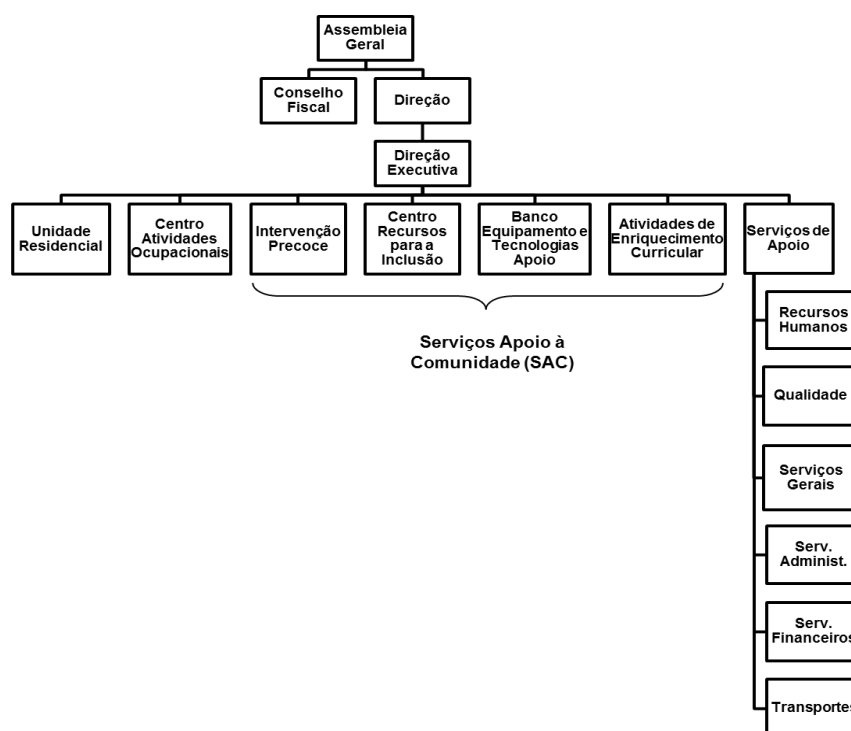 Assembleia
Geral
Conselho
Fiscal
Direção
Direção
Executiva
Unidade
Residencial
Centro
Atividades
Ocupacionais
Intervenção
Precoce
Centro
Recursos
para a
Inclusão
Banco
Equipamento e
Tecnologias
Apoio
Atividades de
Enriquecimento
Curricular
Serviços de
Apoio
Serviços Apoio à
Comunidade (SAC)
Recursos
Humanos
Qualidade
Serviços
Gerais
Serv.
Administ.
Serv.
Financeiros
Transportes